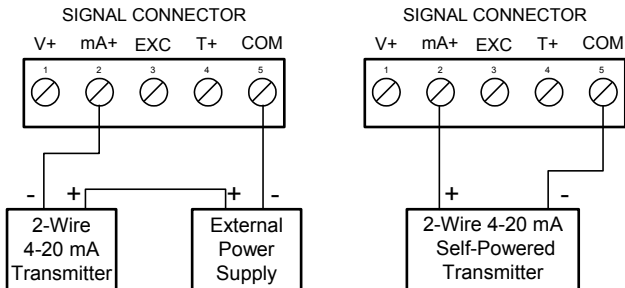 SIGNAL CONNECTOR
V+ mA+ EXC T+ COM
1 2 3 4 5
- + + -
2-Wire
4-20 mA
Transmitter
External
Power
Supply
SIGNAL CONNECTOR
V+ mA+ EXC T+ COM
1 2 3 4 5
+ -
2-Wire 4-20 mA
Self-Powered
Transmitter